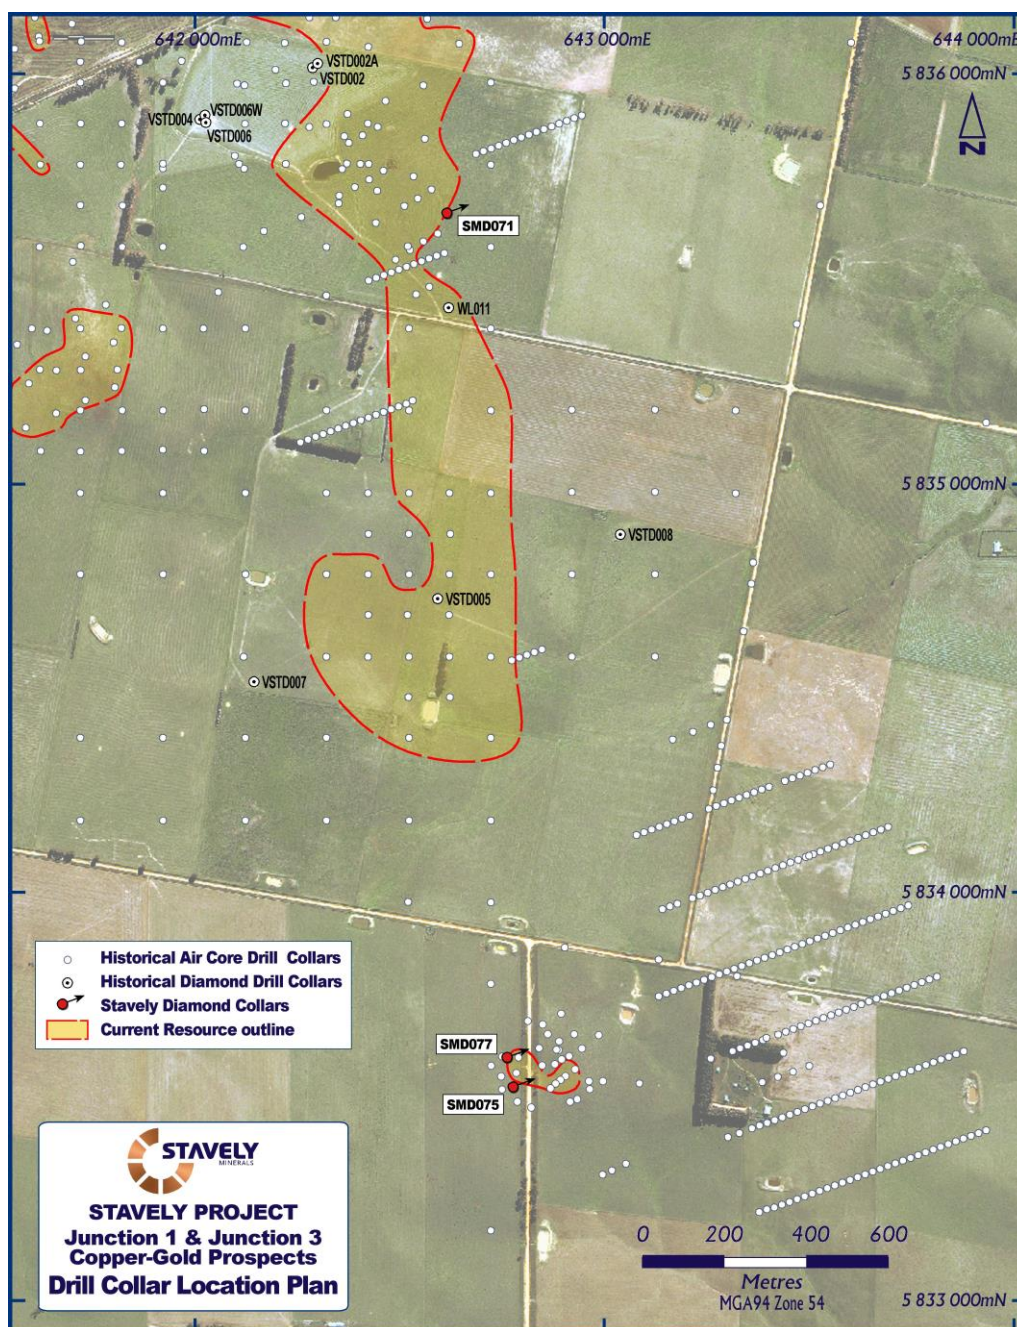 642 000mE
643 000mE
644 000mE
5 836 000mN
VSTD002A
VSTD002
VSTD006W
VSTD004
VSTD006
N
SMD071
WL011
5 835 000mN
VSTD008
VSTD005
VSTD007
5 834 000mN
Historical Air Core Drill Collars
Historical Diamond Drill Collars
Stavely Diamond Collars
Current Resource outline
SMD077
SMD075
STAVELY
MINERALS
STAVELY PROJECT
Junction 1 & Junction 3
Copper-Gold Prospects
Drill Collar Location Plan
0 200 400 600
Metres
MGA94 Zone 54
5 833 000mN